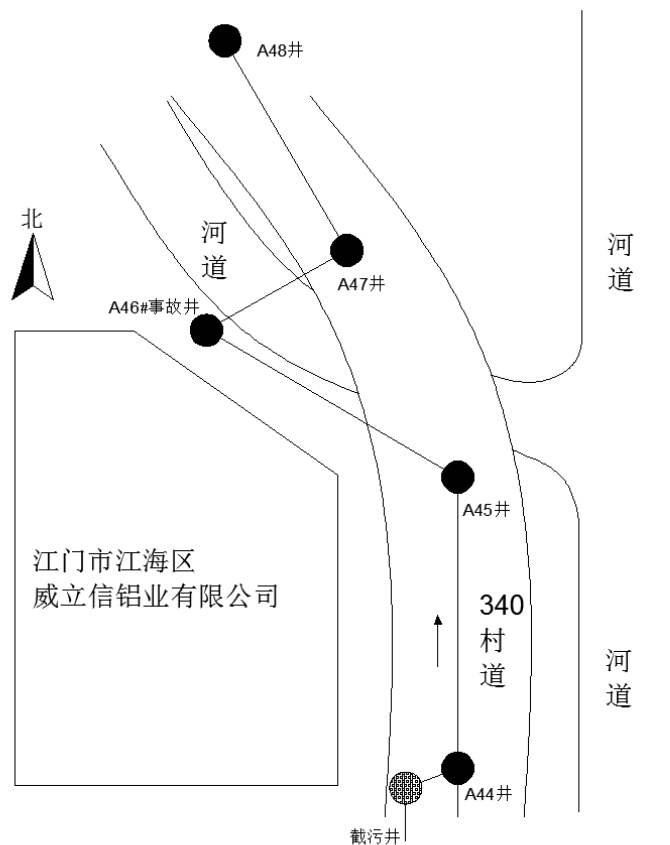 A48井
北
河
道
河
道
A47井
A46#事故井
A45井
江门市江海区
威立信铝业有限公司
340
村
道
河
道
A44井
截污井